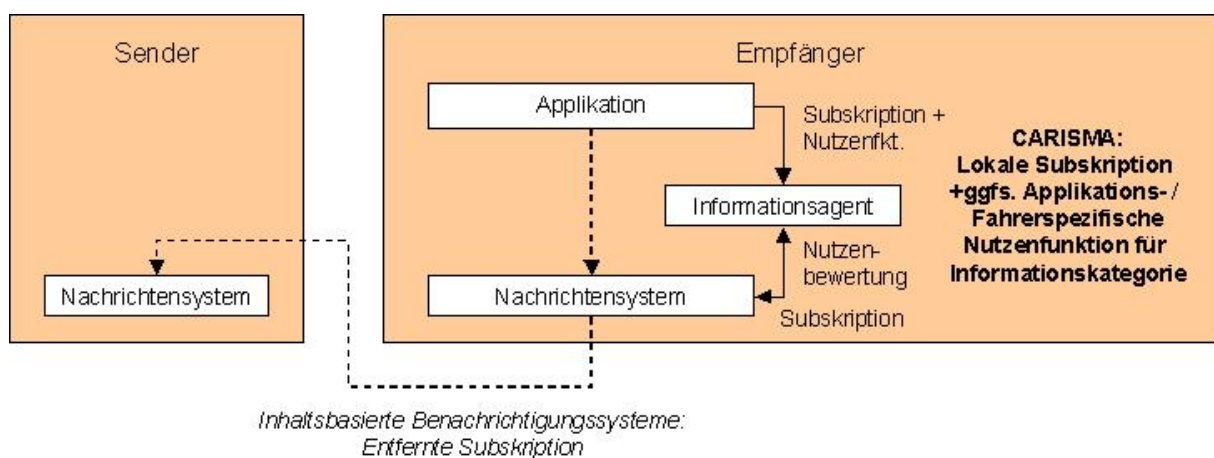 Sender
Empfänger
Applikation
Subskription +
Nutzenfkt.
CARISMA:
Lokale Subskription
+ggfs. Applikations- /
Fahrerspezifische
Nutzenfunktion für
Informationskategorie
Informationsagent
Nutzen-
bewertung
Nachrichtensystem
Nachrichtensystem
Subskription
Inhaltsbasierte Benachrichtigungssysteme:
Entfernte Subskription